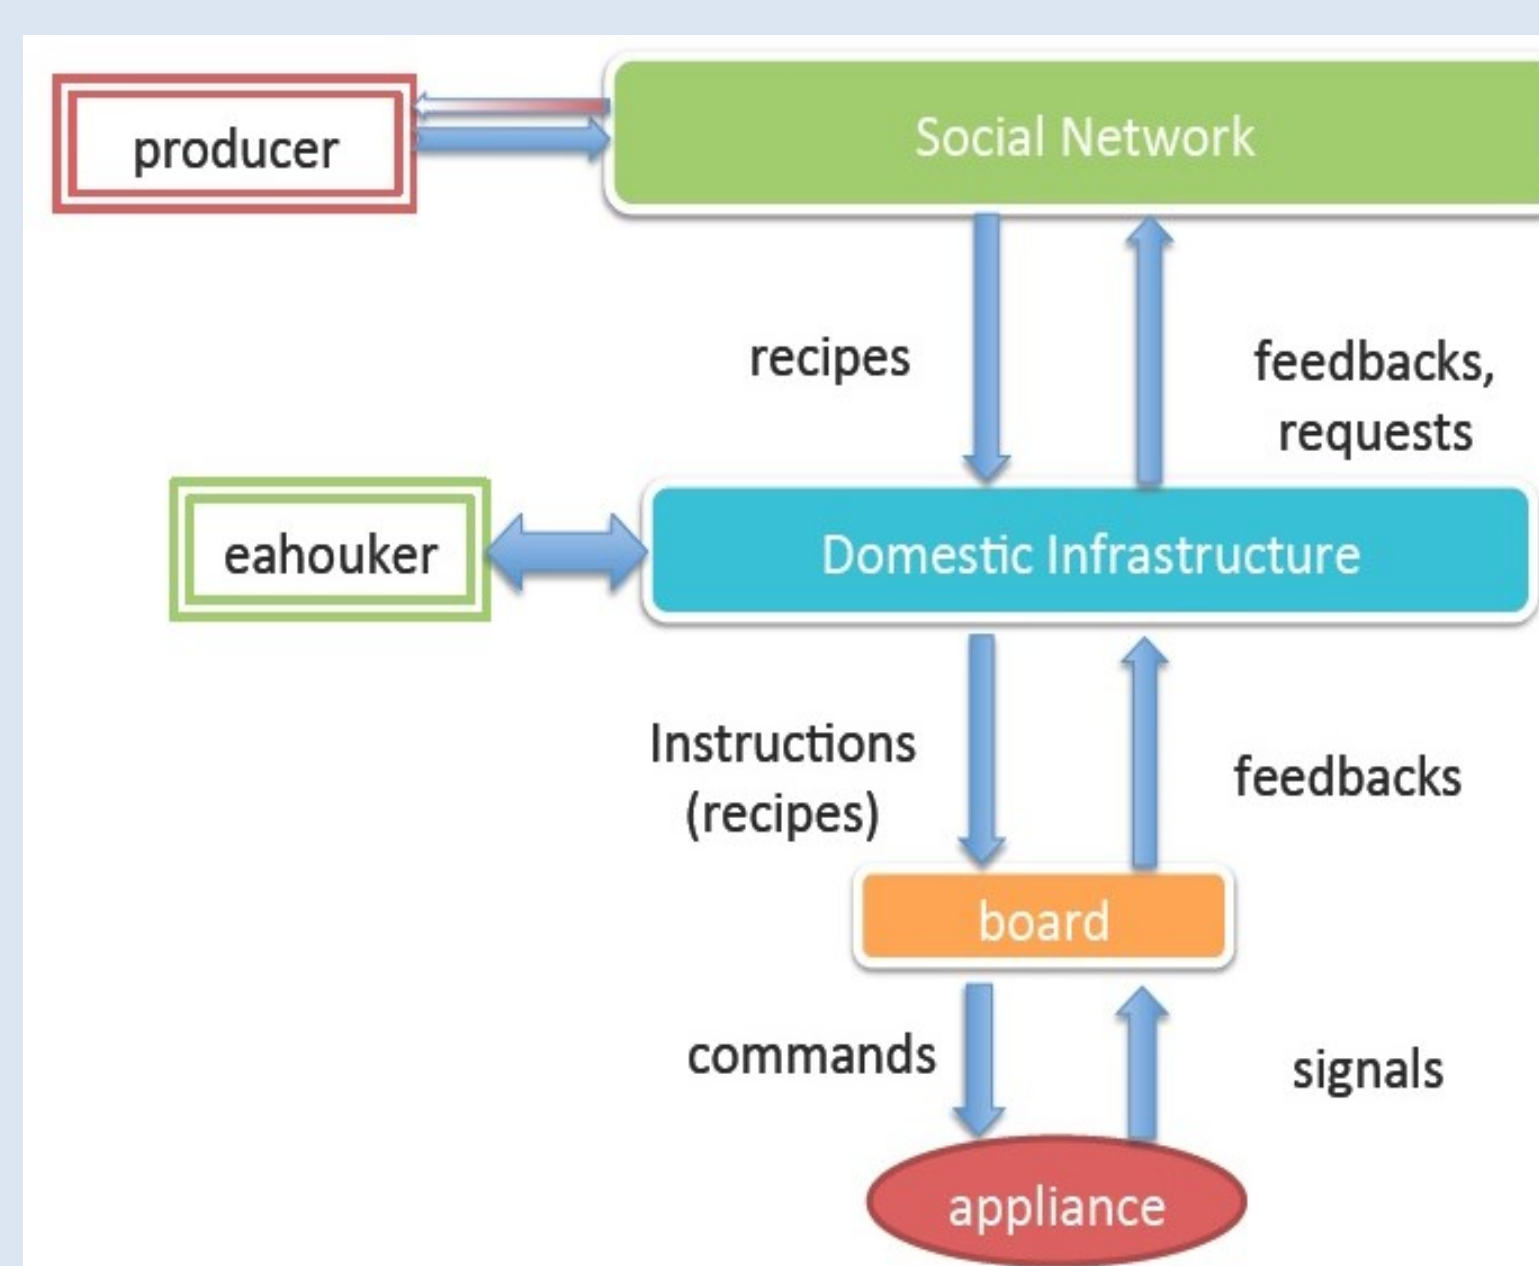 producer
Social Network
recipes
feedbacks,
requests
eahouker
Domestic Infrastructure
Instructions
(recipes)
feedbacks
board
commands
signals
appliance